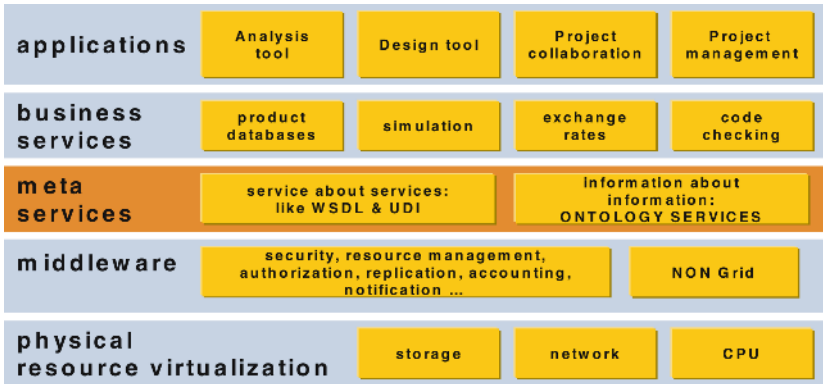 applications
Analysis
tool
Design tool
Project
collaboration
Project
management
business
services
product
databases
simulation
exchange
rates
code
checking
meta
services
service about services:
like WSDL & UDI
information about
information:
ONTOLOGY SERVICES
middleware
security, resource management,
authorization, replication, accounting,
notification ...
NON Grid
physical
resource virtualization
storage
network
CPU